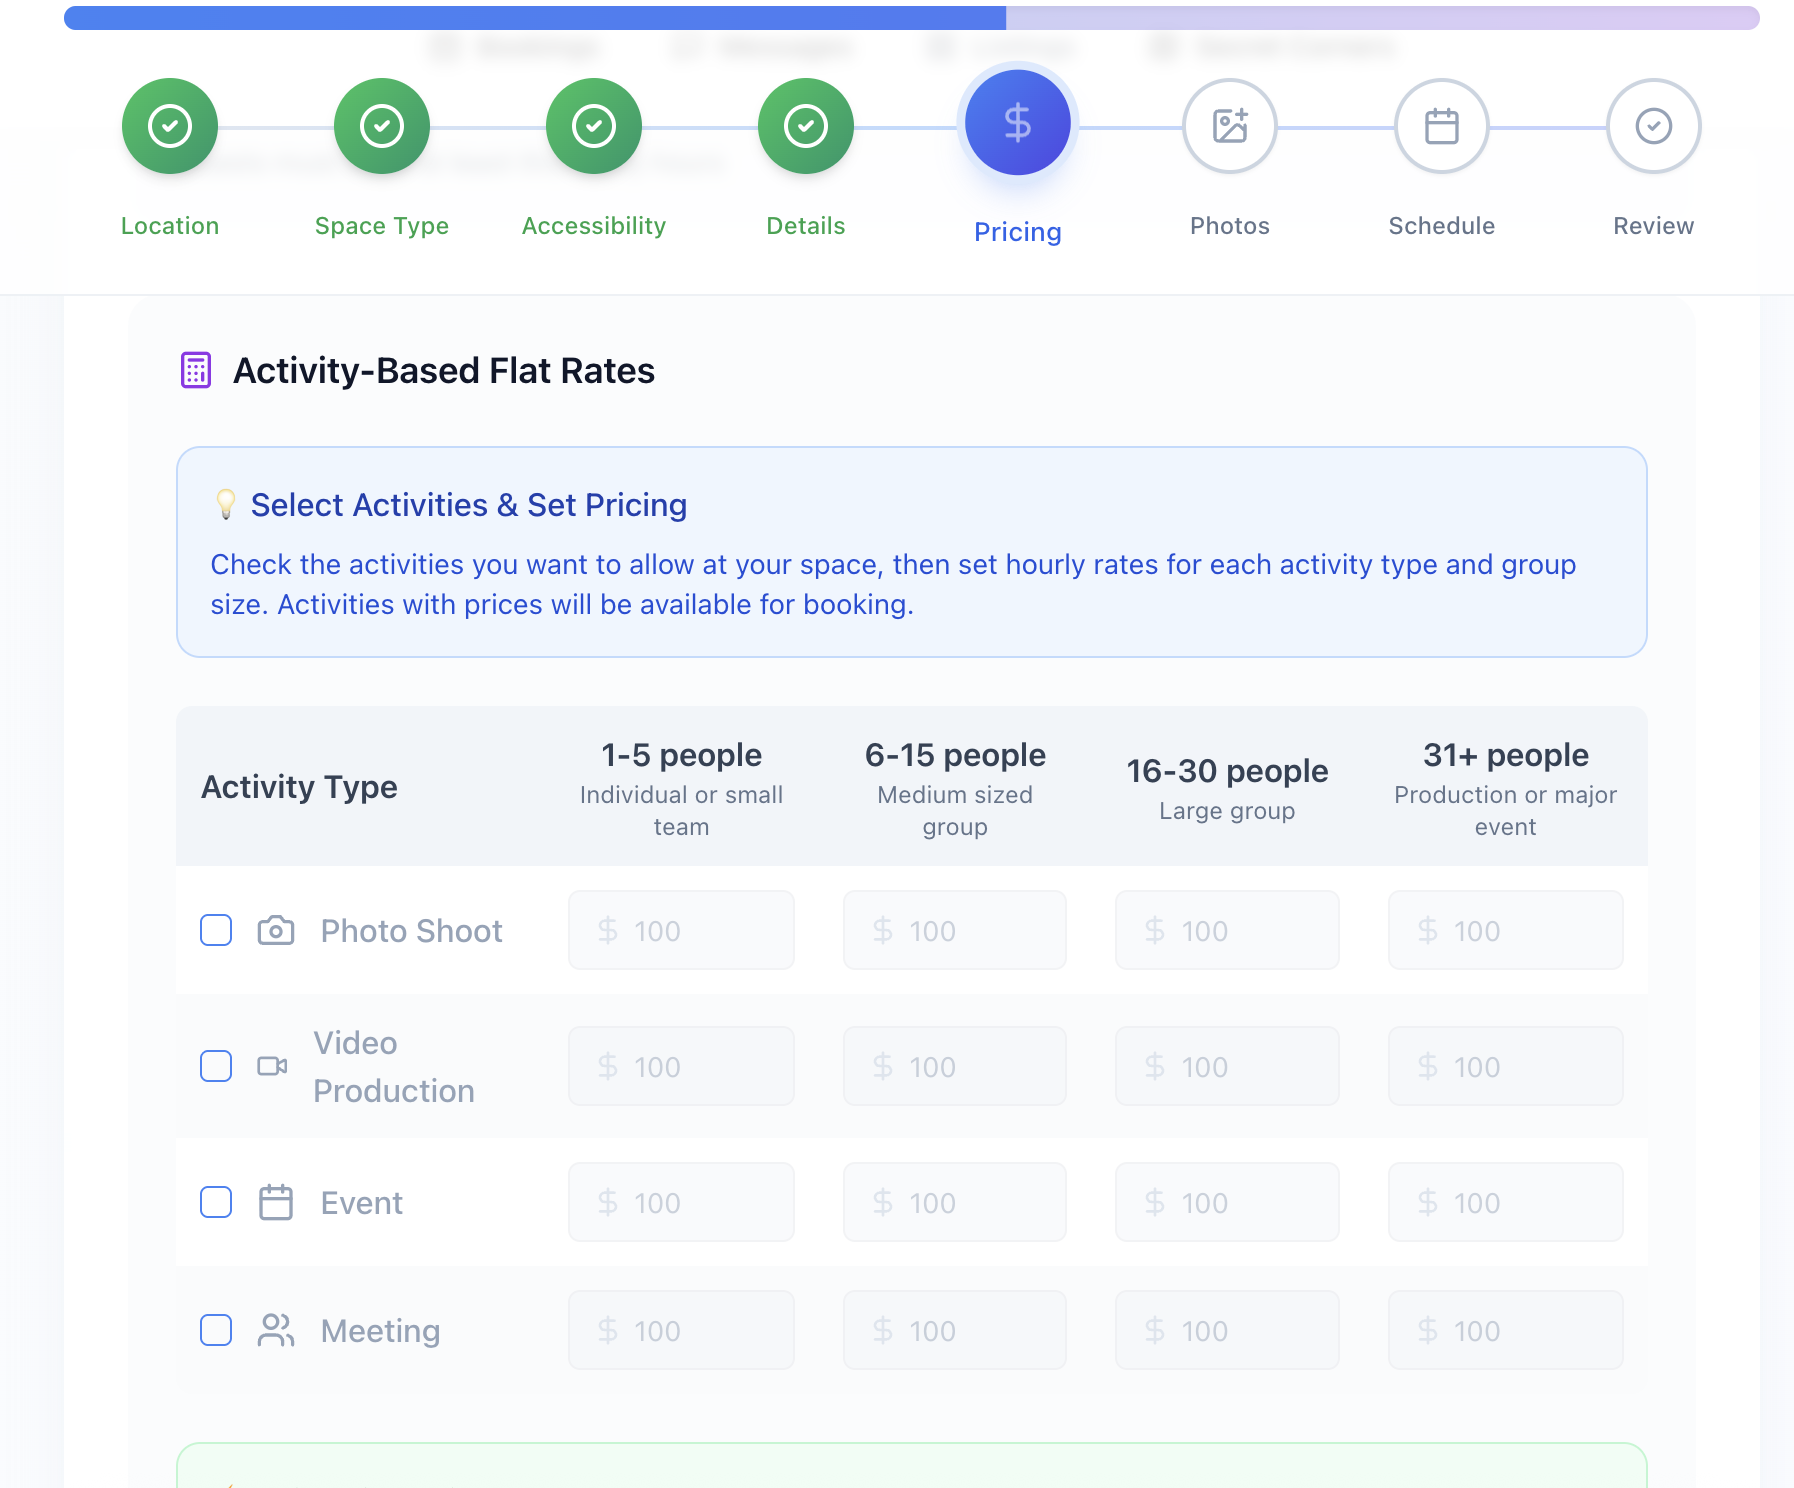 Location
Space Type
Accessibility
Details
Pricing
Photos
Schedule
Review
Activity-Based Flat Rates
💡 Select Activities & Set Pricing
Check the activities you want to allow at your space, then set hourly rates for each activity type and group
size. Activities with prices will be available for booking.
Activity Type
1-5 people
Individual or small
team
6-15 people
Medium sized
group
16-30 people
Large group
31+ people
Production or major
event
Photo Shoot
$ 100
$ 100
$ 100
$ 100
Video
Production
$ 100
$ 100
$ 100
$ 100
Event
$ 100
$ 100
$ 100
$ 100
Meeting
$ 100
$ 100
$ 100
$ 100